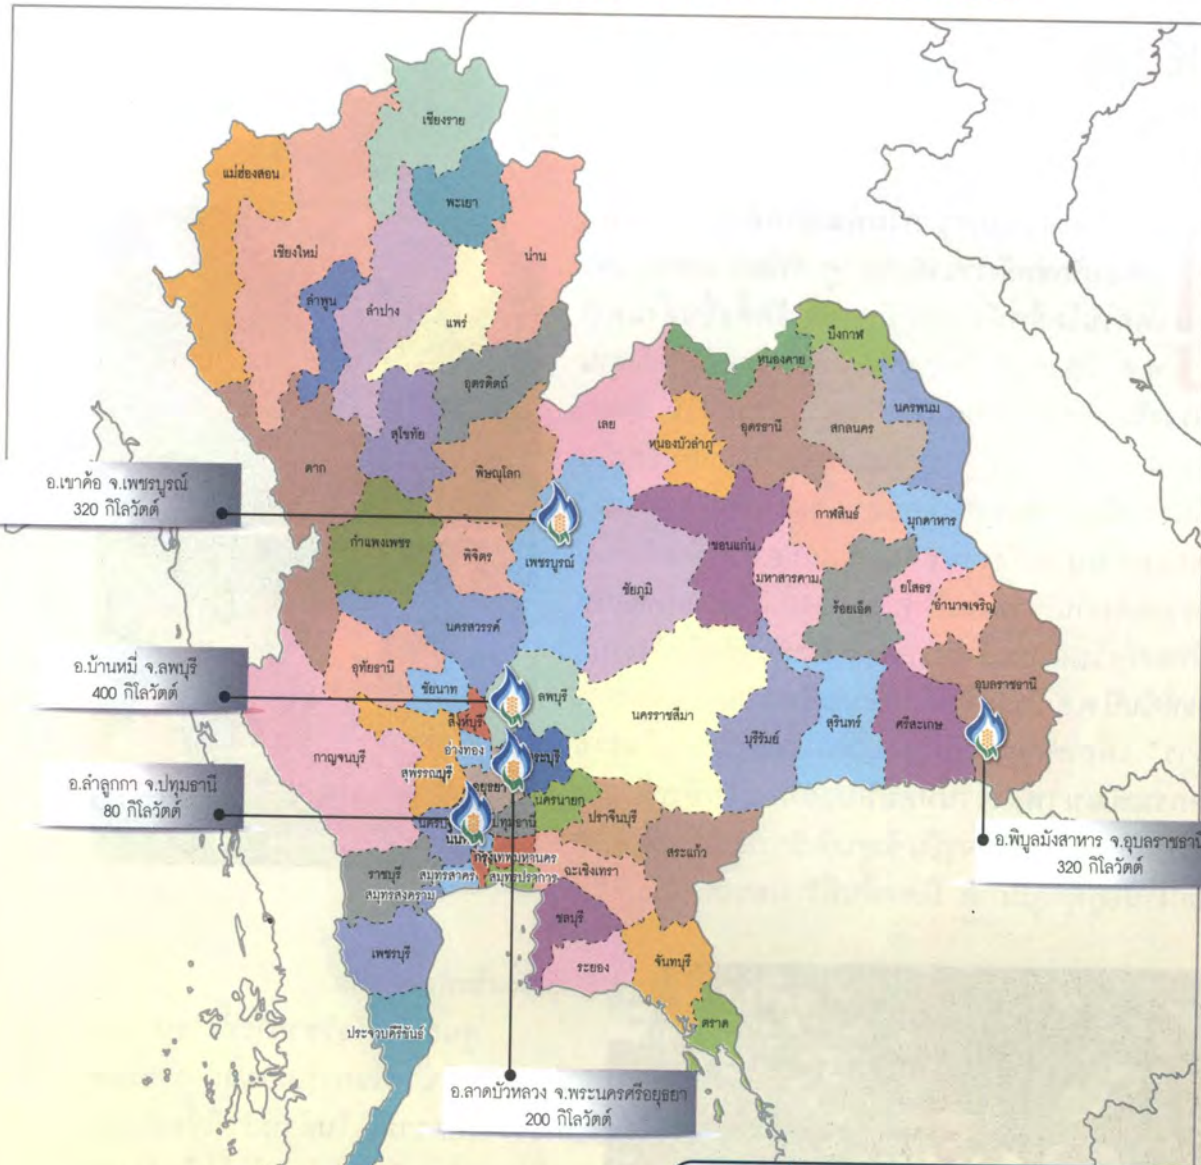 เชียงราย
แม่ฮ่องสอน
พะเยา
เชียงใหม่
น่าน
ลำพูน
ลำปาง
แพร่
บึงกาฬ
หนองคาย
อุตรดิตถ์
นครพนม
เลย
อุดรธานี
สกลนคร
สุโขทัย
หนองบัวลำภู
ตาก
พิษณุโลก
อ.เขาค้อ จ.เพชรบูรณ์
320 กิโลวัตต์
กาฬสินธุ์
มุกดาหาร
กำแพงเพชร
พิจิตร
เพชรบูรณ์
ขอนแก่น
ชัยภูมิ
มหาสารคาม
ยโสธร
ร้อยเอ็ด
อำนาจเจริญ
นครสวรรค์
อ.บ้านหมี่ จ.ลพบุรี
400 กิโลวัตต์
อุทัยธานี
ชัยนาท
ลพบุรี
อุบลราชธานี
สิงห์บุรี
นครราชสีมา
บุรีรัมย์
สุรินทร์
ศรีสะเกษ
กาญจนบุรี
อ่างทอง
สุพรรณบุรี
ระบุรี
อ.ลำลูกกา จ.ปทุมธานี
80 กิโลวัตต์
อยุธยา
นครนายก
ปราจีนบุรี
ปทุมธานี
สระแก้ว
กรุงเทพมหานคร
อ.พิบูลมังสาหาร จ.อุบลราชธานี
320 กิโลวัตต์
ราชบุรี
สมุทรสาคร
สมุทรปราการ
ฉะเชิงเทรา
สมุทรสงคราม
ชลบุรี
เพชรบุรี
ระยอง
จันทบุรี
ตราด
ประจวบคีรีขันธ์
อ.ลาดบัวหลวง จ.พระนครศรีอยุธยา
200 กิโลวัตต์